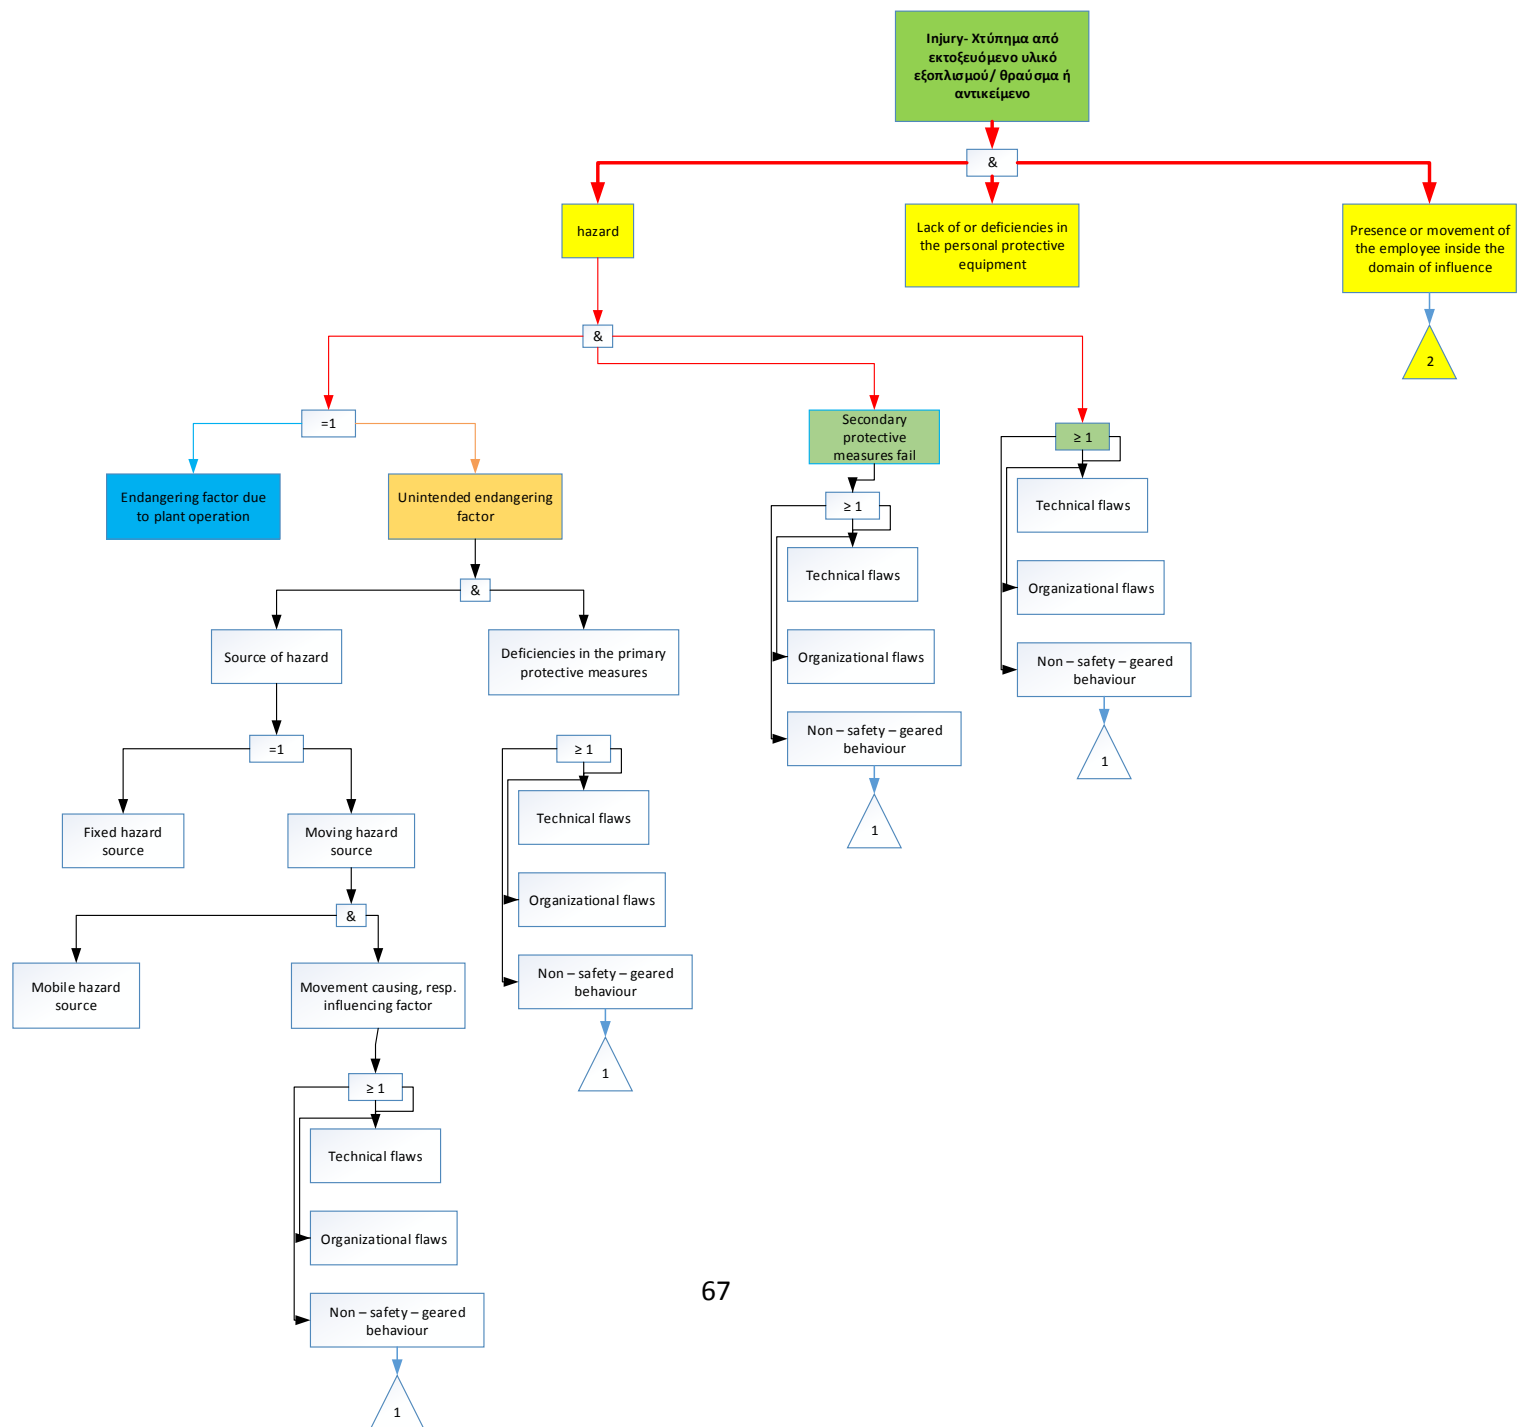 Injury- Χτύπημα από
εκτοξευόμενο υλικό
εξοπλισμού/ θραύσμα ή
αντικείμενο
&
hazard
Lack of or deficiencies in
the personal protective
equipment
Presence or movement of
the employee inside the
domain of influence
&
2
=1
Secondary
protective
measures fail
≥ 1
Endangering factor due
to plant operation
Unintended endangering
factor
≥ 1
Technical flaws
Technical flaws
&
Organizational flaws
Source of hazard
Deficiencies in the primary
protective measures
Organizational flaws
Non – safety – geared
behaviour
=1
≥ 1
Non – safety – geared
behaviour
1
Fixed hazard
source
Moving hazard
source
Technical flaws
1
&
Organizational flaws
Mobile hazard
source
Movement causing, resp.
influencing factor
Non – safety – geared
behaviour
1
≥ 1
Technical flaws
Organizational flaws
67
Non – safety – geared
behaviour
1